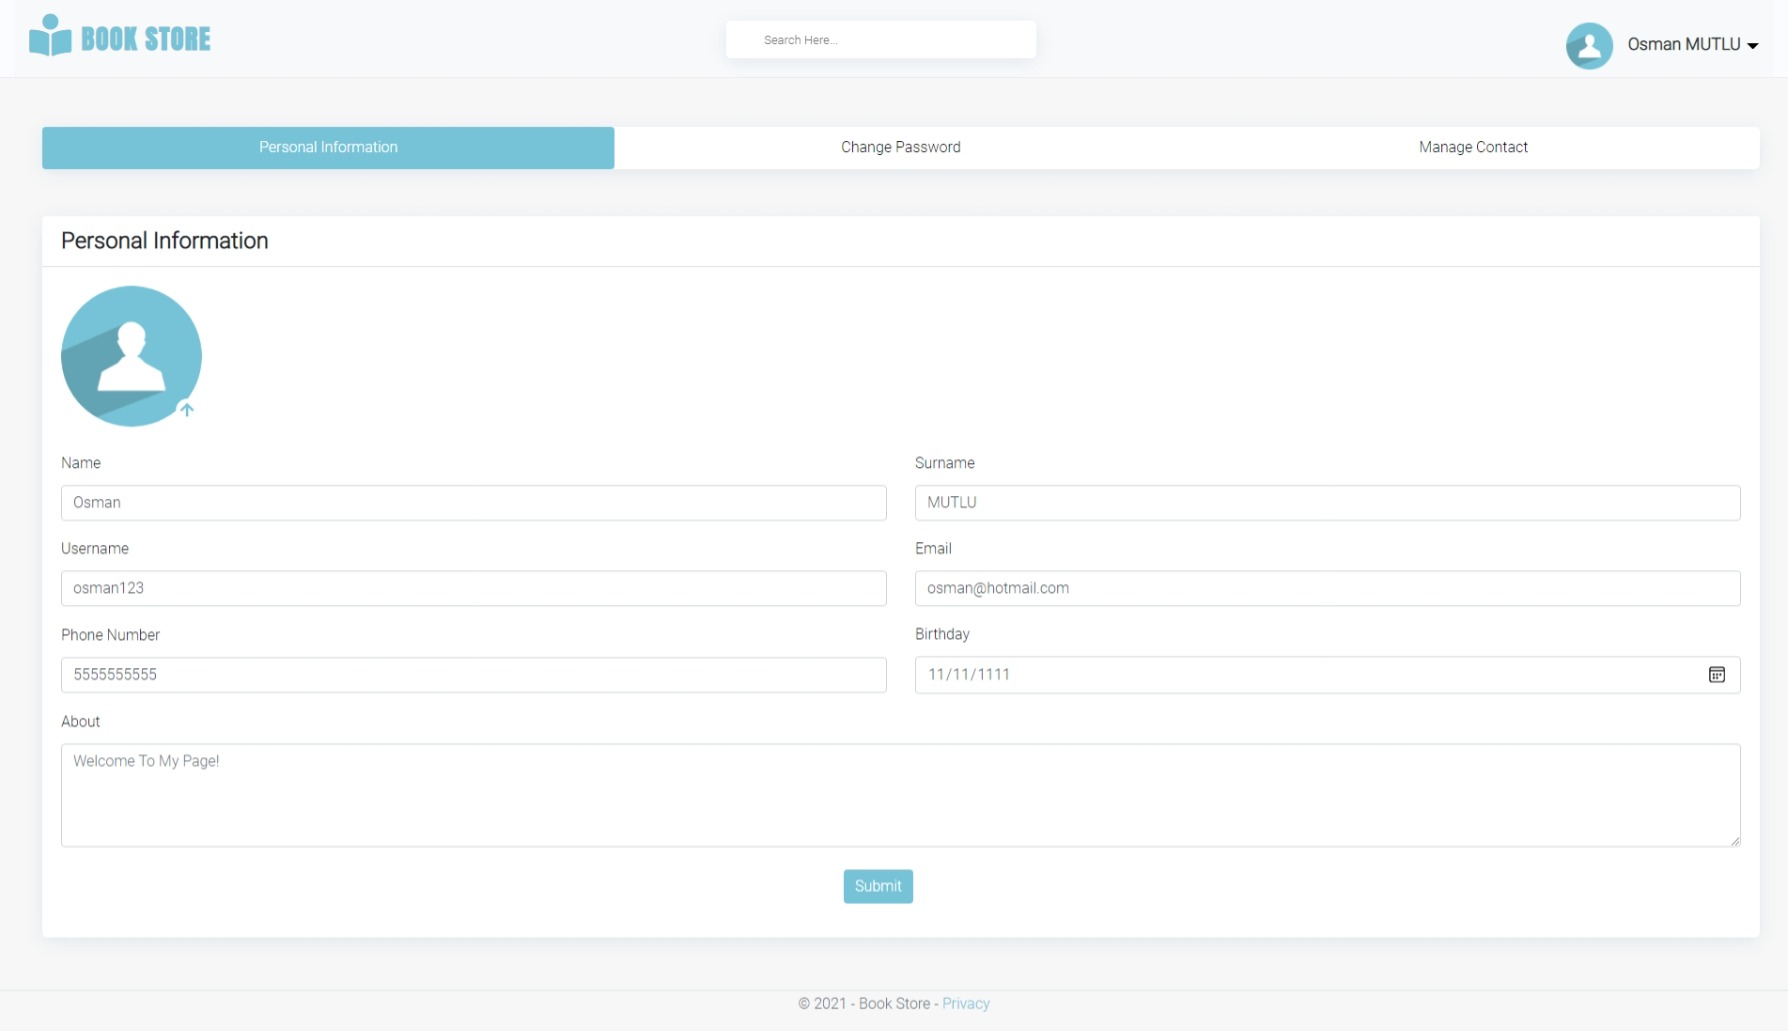 BOOK STORE
Search Here...
Osman MUTLU
Personal Information
Change Password
Manage Contact
Personal Information
Name
Surname
Osman
MUTLU
Username
Email
osman123
osman@hotmail.com
Phone Number
Birthday
5555555555
11/11/1111
About
Welcome To My Page!
Submit
© 2021 - Book Store - Privacy